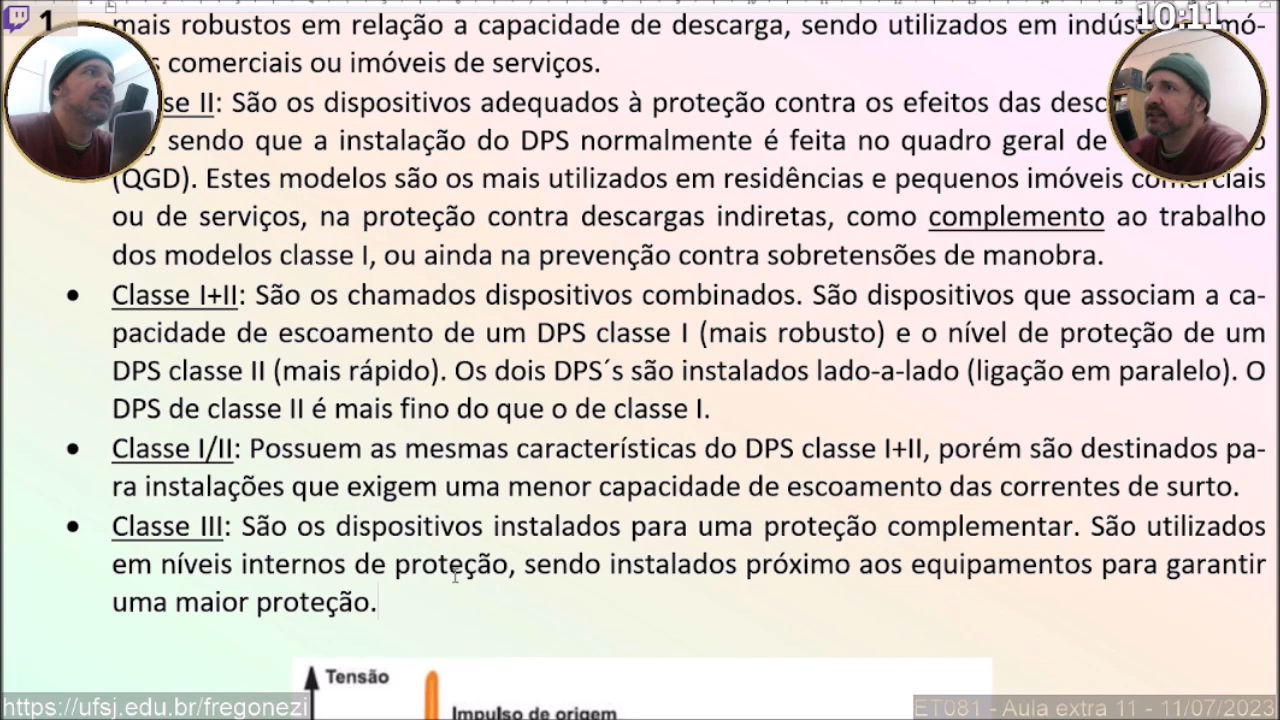 1
10:11
mais robustos em relação a capacidade de descarga, sendo utilizados em
comerciais ou imóveis de serviços.
se II: São os dispositivos adequados à proteção contra os efeitos das
sendo que a instalação do DPS normalmente é feita no quadro geral de
(QGD). Estes modelos são os mais utilizados em residências e pequenos imóveis comerciais
ou de serviços, na proteção contra descargas indiretas, como complemento ao trabalho
dos modelos classe I, ou ainda na prevenção contra sobretensões de manobra.
• Classe I+II: São os chamados dispositivos combinados. São dispositivos que associam a ca-
pacidade de escoamento de um DPS classe I (mais robusto) e o nível de proteção de um
DPS classe II (mais rápido). Os dois DPS´s são instalados lado-a-lado (ligação em paralelo). O
DPS de classe II é mais fino do que o de classe I.
• Classe I/II: Possuem as mesmas características do DPS classe I+II, porém são destinados pa-
ra instalações que exigem uma menor capacidade de escoamento das correntes de surto.
• Classe III: São os dispositivos instalados para uma proteção complementar. São utilizados
em níveis internos de proteção, sendo instalados próximo aos equipamentos para garantir
uma maior proteção.
Tensão
Impulso de origem
https://ufsj.edu.br/fregonezi
ET081 - Aula extra 11 - 11/07/2023